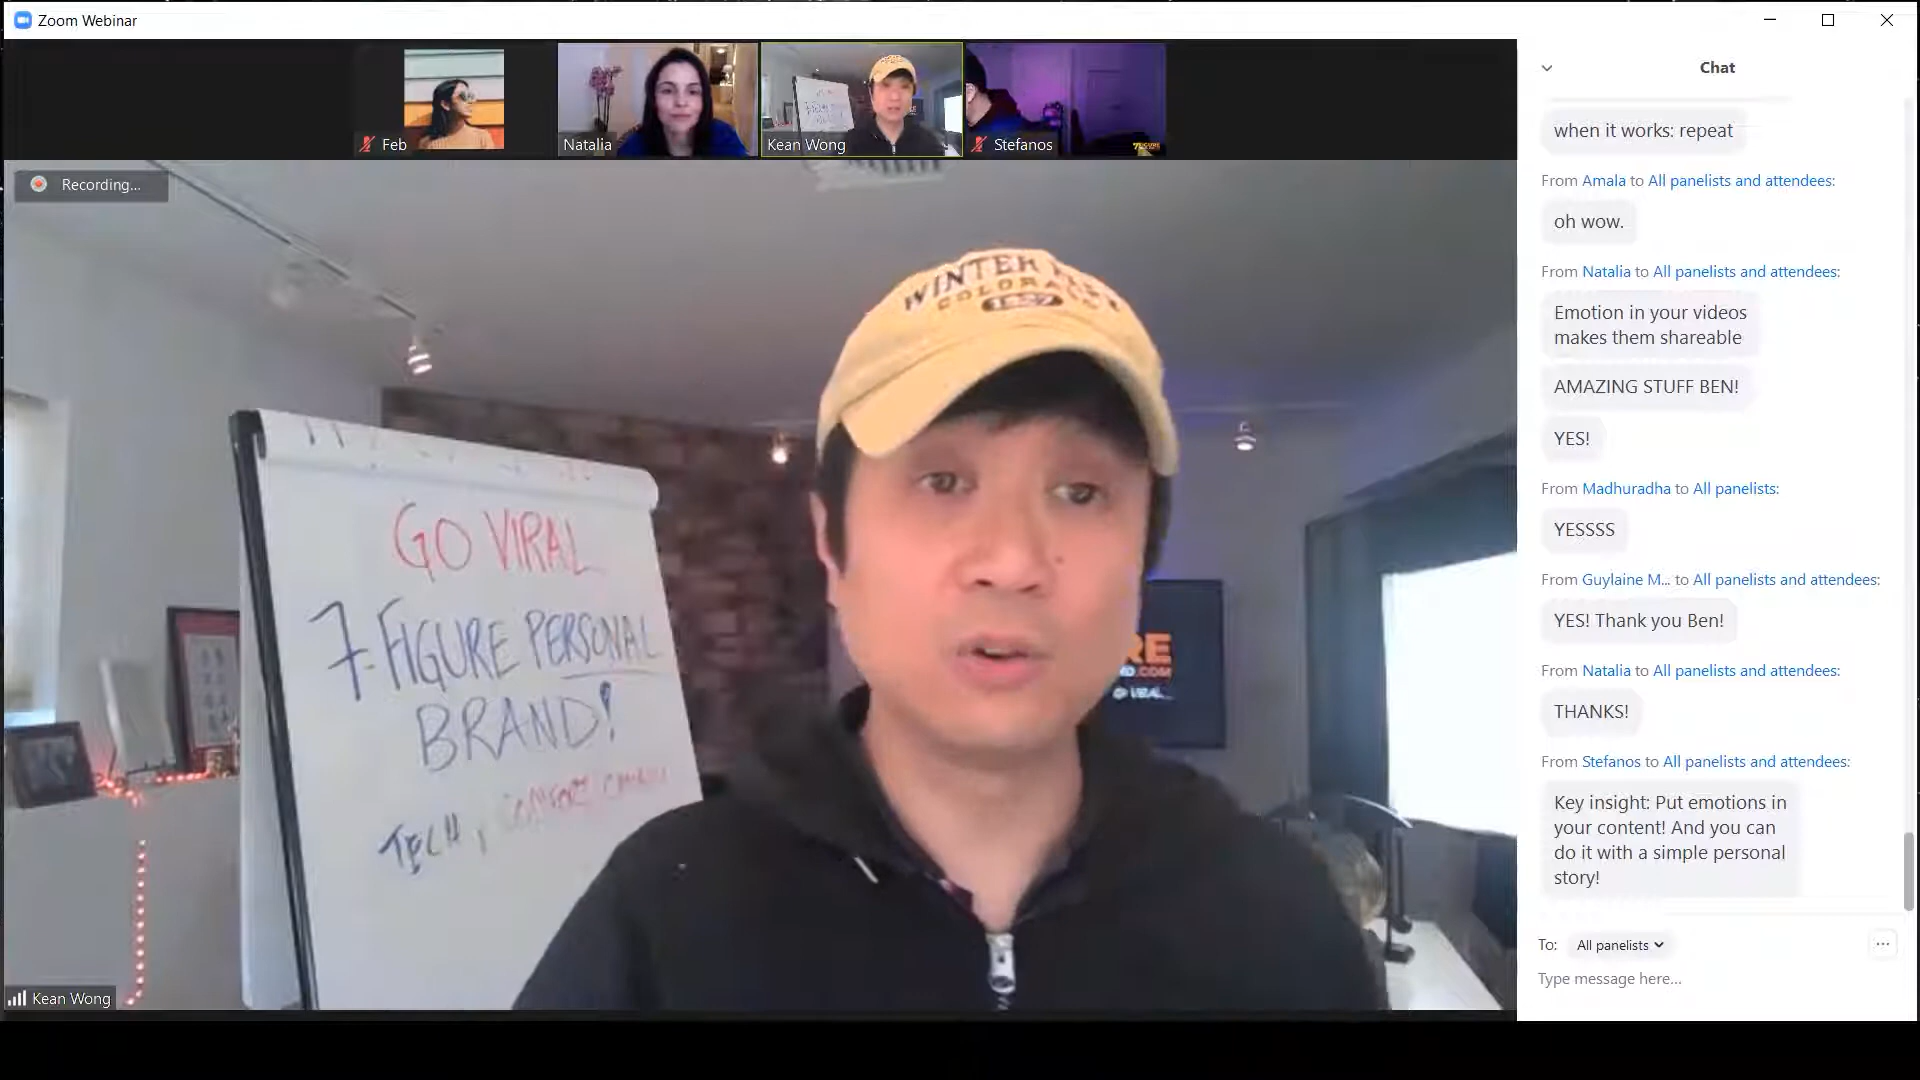 Zoom Webinar
Feb
Natalia
Kean Wong
Stefanos
Recording...
WINTER
COLORADO
GO VIRAL
7-FIGURE PERSONAL
BRAND!
TECH,
RE
.COM
VIRAL
Kean Wong
Chat
when it works: repeat
From Amala to All panelists and attendees:
oh wow.
From Natalia to All panelists and attendees:
Emotion in your videos
makes them shareable
AMAZING STUFF BEN!
YES!
From Madhuradha to All panelists:
YESSSS
From Guylaine M... to All panelists and attendees:
YES! Thank you Ben!
From Natalia to All panelists and attendees:
THANKS!
From Stefanos to All panelists and attendees:
Key insight: Put emotions in
your content! And you can
do it with a simple personal
story!
To: All panelists
Type message here...